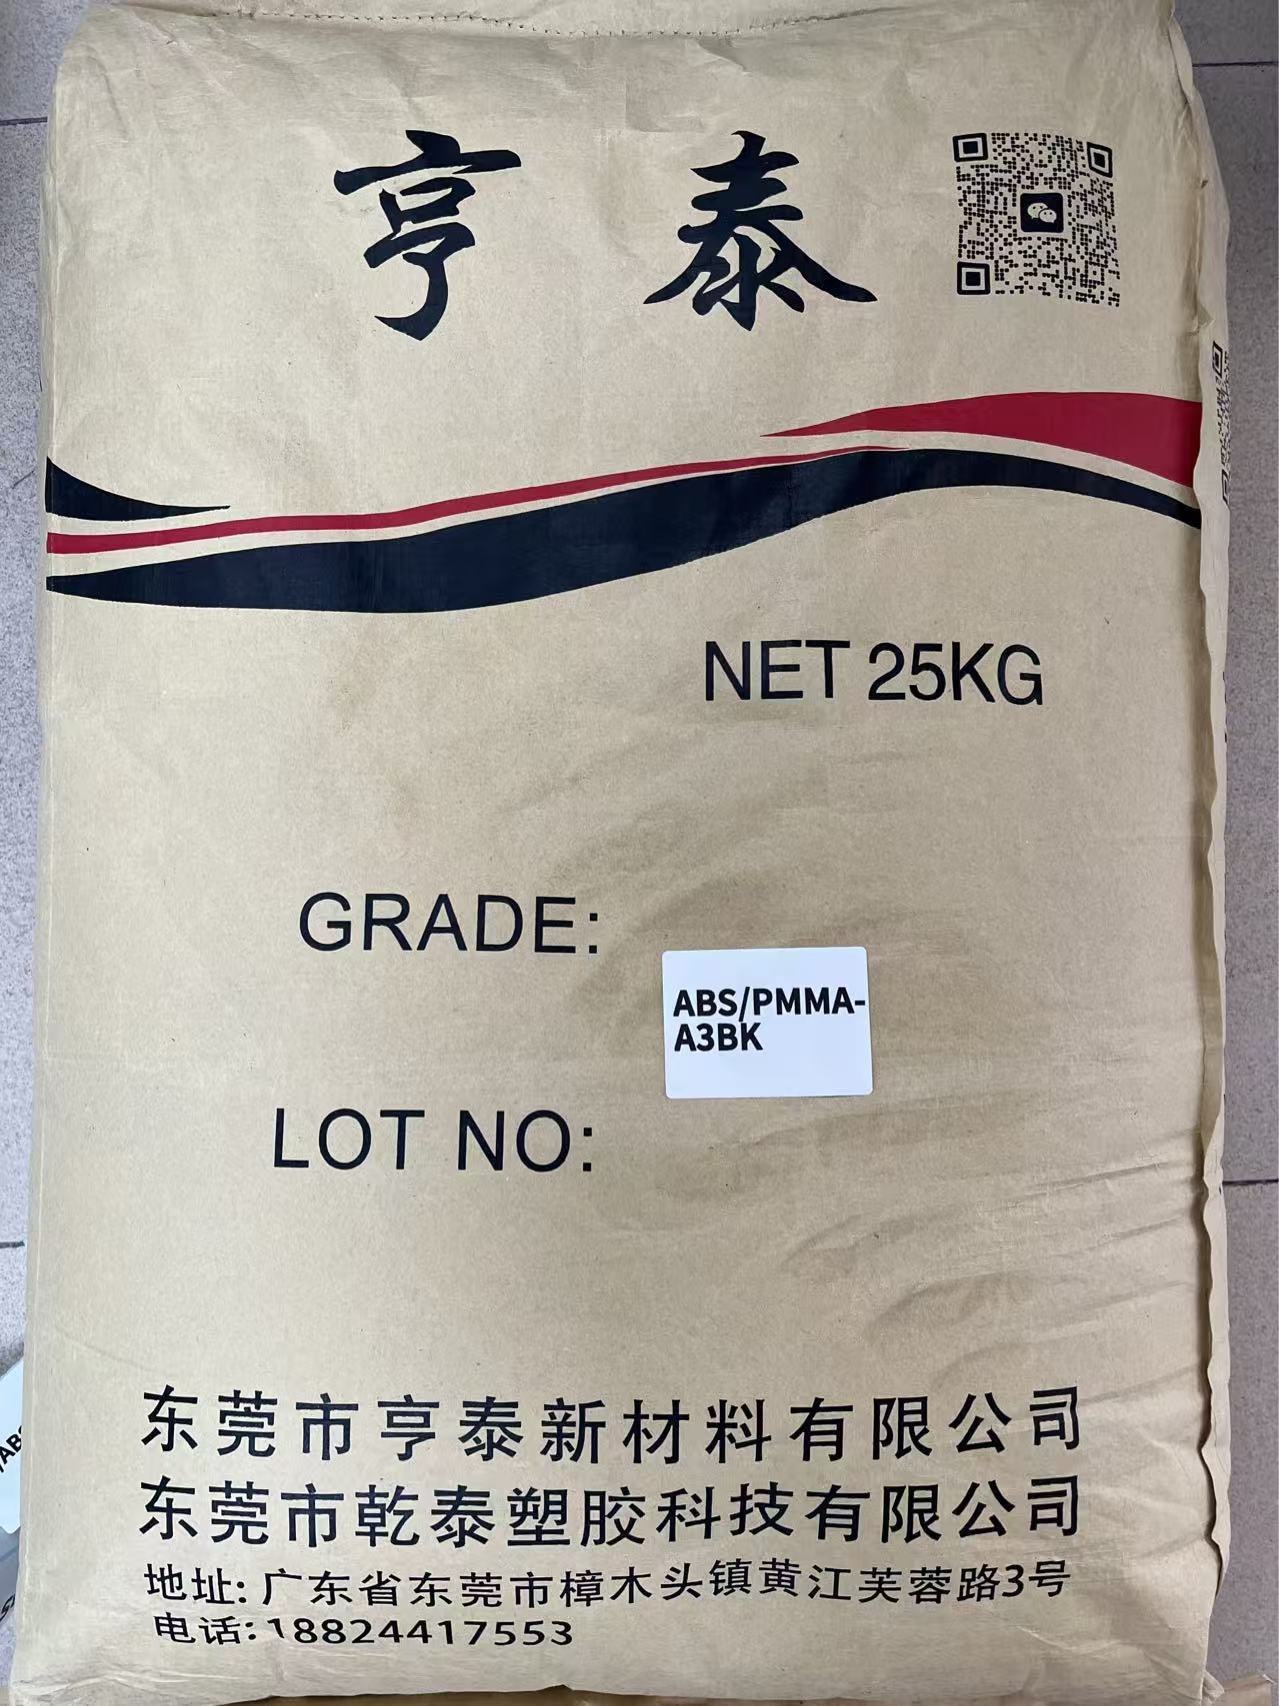 亨泰
NET 25KG
GRADE:
ABS/PMMA-
A3BK
LOT NO:
东莞市亨泰新材料有限公司
东莞市乾泰塑胶科技有限公司
地址: 广东省东莞市樟木头镇黄江芙蓉路3号
电话: 18824417553